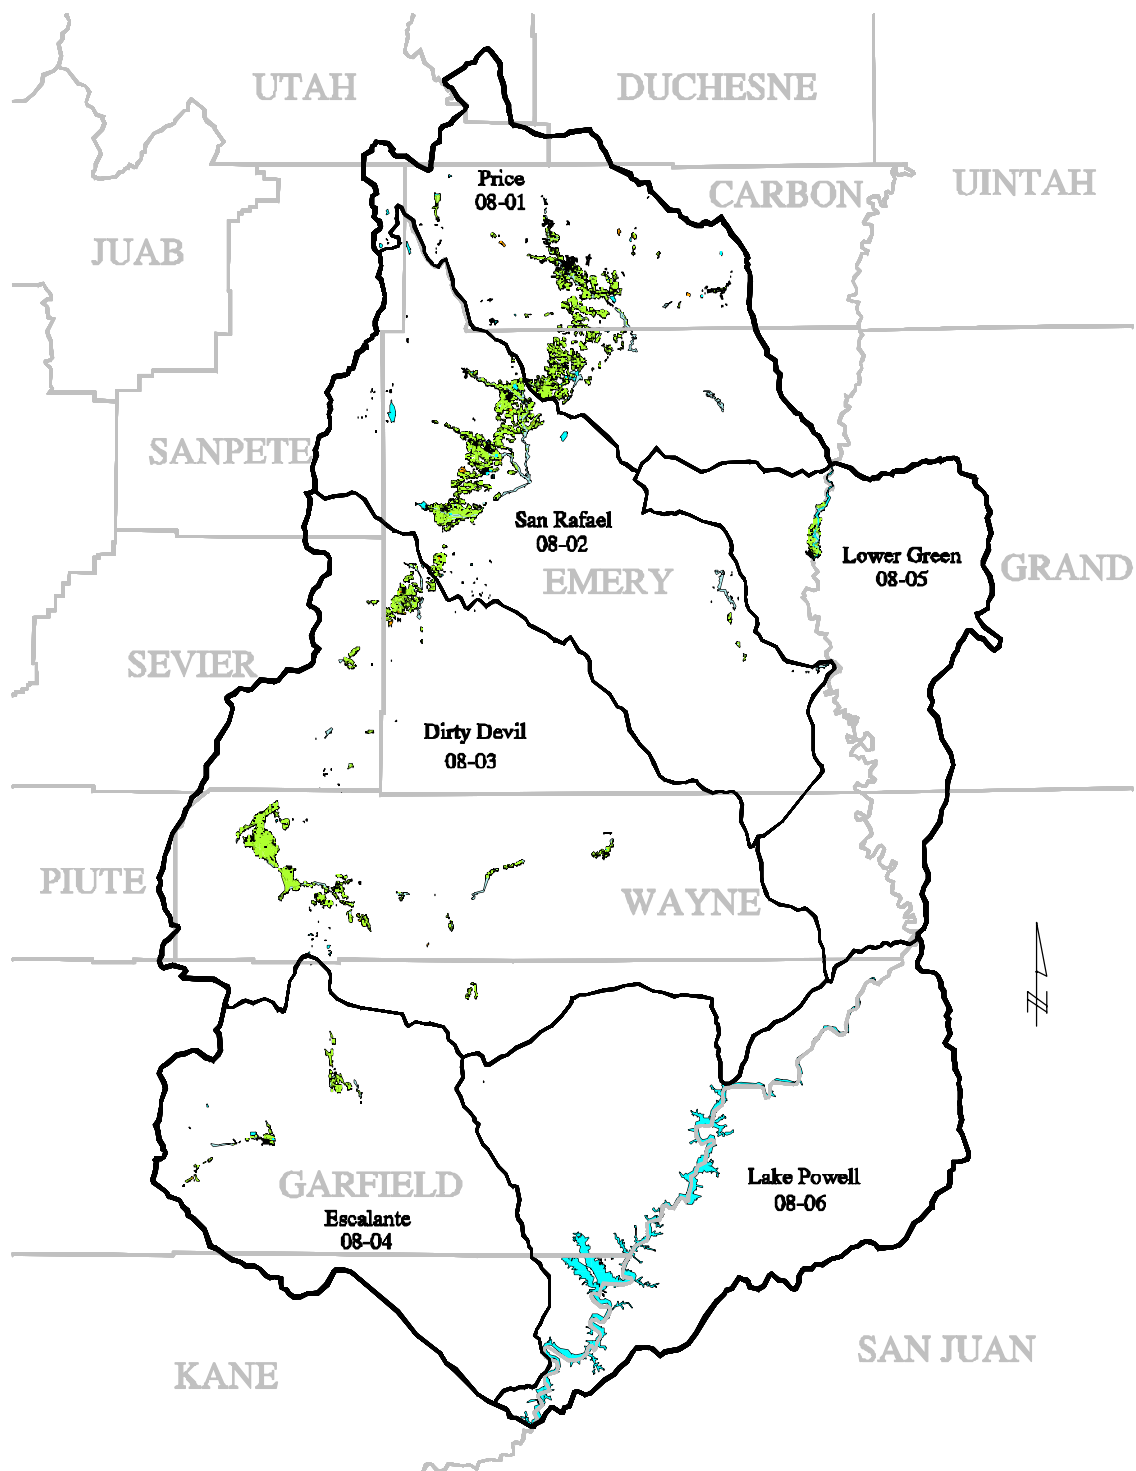 UTAH
DUCHESNE
Price
08-01
CARBON
UINTAH
JUAB
SANPETE
San Rafael
08-02
EMERY
Lower Green
08-05
GRAND
SEVIER
Dirty Devil
08-03
PIUTE
WAYNE
N
Lake Powell
08-06
GARFIELD
Escalante
08-04
SAN JUAN
KANE